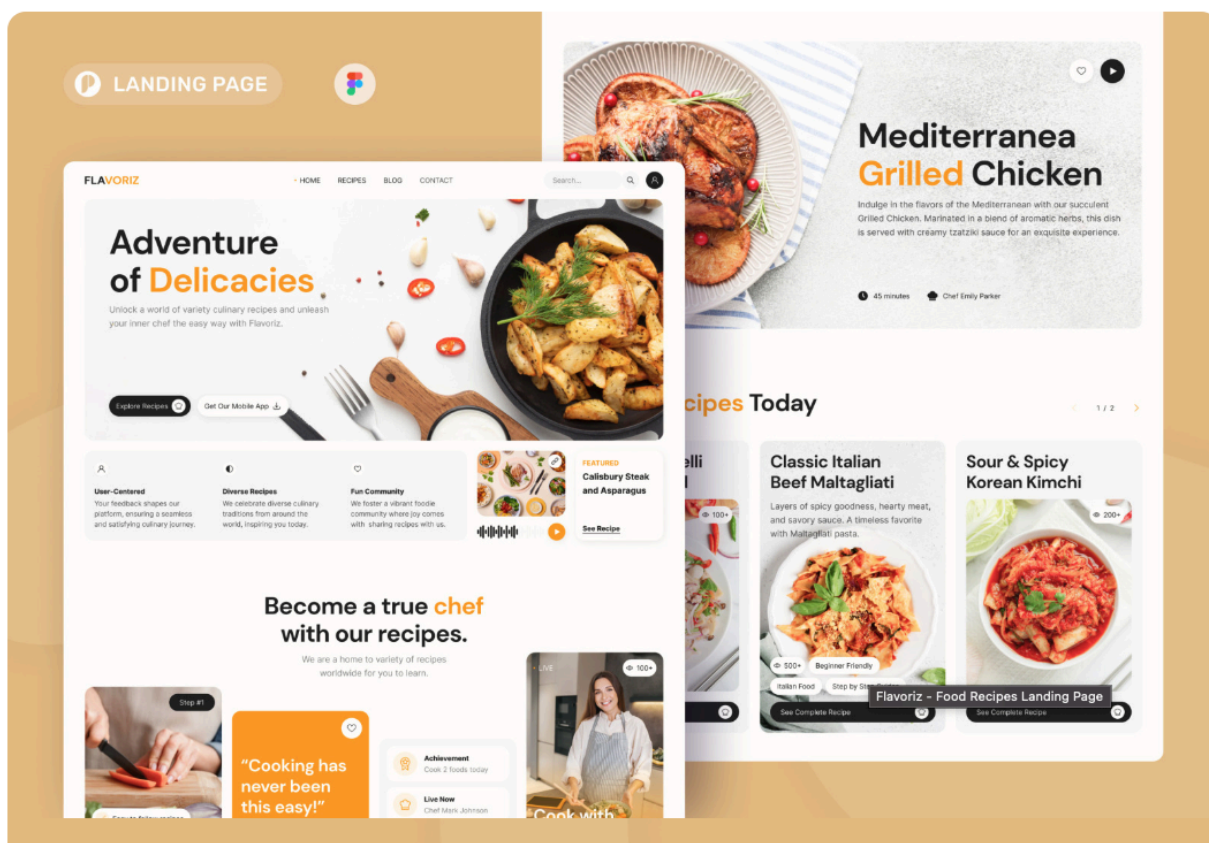 LANDING PAGE
FLAVORIZ
HOME RECIPES BLOG CONTACT
Search...
Adventure
of Delicacies
Unlock a world of variety culinary recipes and unleash
your inner chef the easy way with Flavoriz.
Explore Recipes
Get Our Mobile App
User-Centered
Your feedback shapes our
platform, ensuring a seamless
and satisfying culinary journey.
Diverse Recipes
We celebrate diverse culinary
traditions from around the
world, inspiring you today.
Fun Community
We foster a vibrant foodie
community where joy comes
with sharing recipes with us.
FEATURED
Calisbury Steak
and Asparagus
See Recipe
Become a true chef
with our recipes.
We are a home to variety of recipes
worldwide for you to learn.
Step #1
“Cooking has
never been
this easy!”
Achievement
Cook 2 foods today
Live Now
Chef Mark Johnson
LIVE
100+
Cook with
Mediterranea
Grilled Chicken
Indulge in the flavors of the Mediterranean with our succulent
Grilled Chicken. Marinated in a blend of aromatic herbs, this dish
is served with creamy tzatziki sauce for an exquisite experience.
45 minutes
Chef Emily Parker
cipes Today
1 / 2
elli
100+
Classic Italian
Beef Maltagliati
Layers of spicy goodness, hearty meat,
and savory sauce. A timeless favorite
with Maltagliati pasta.
500+
Beginner Friendly
Italian Food
Step by Step
See Complete Recipe
Sour & Spicy
Korean Kimchi
200+
See Complete Recipe
Flavoriz - Food Recipes Landing Page